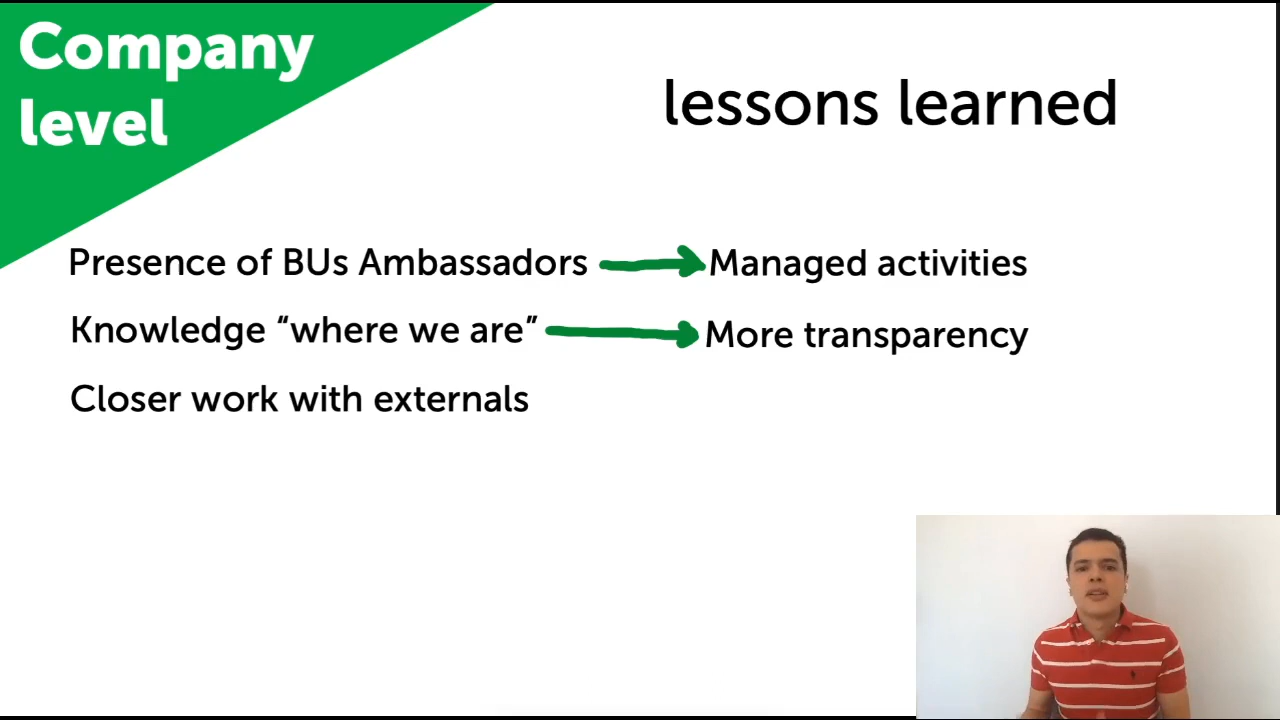 Company
level
lessons learned
Presence of BUs Ambassadors
Managed activities
Knowledge “where we are”
More transparency
Closer work with externals